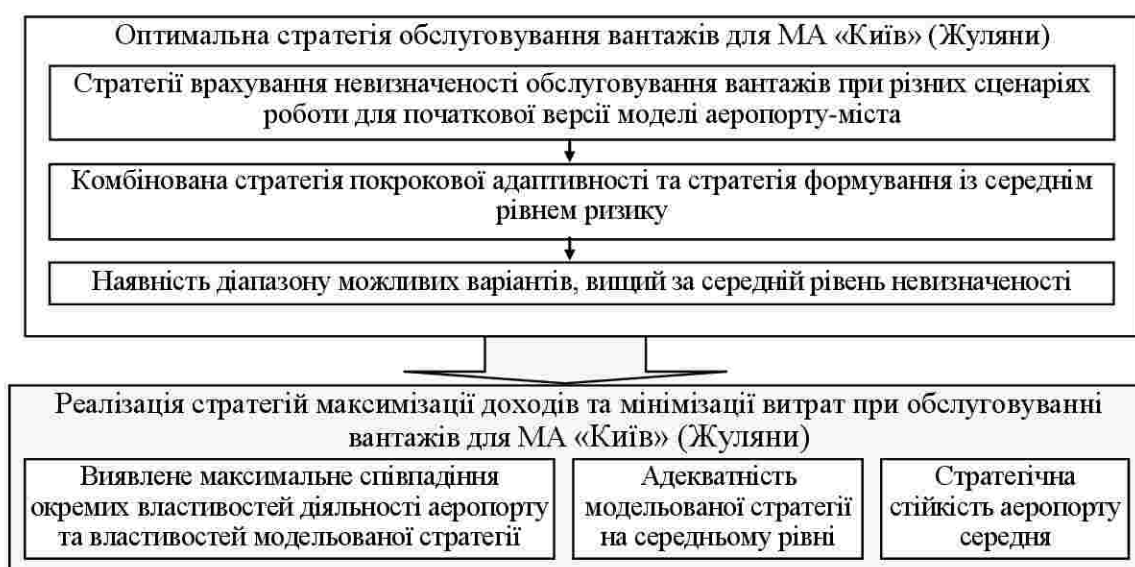 Оптимальна стратегія обслуговування вантажів для МА «Київ» (Жуляни)
Стратегії врахування невизначеності обслуговування вантажів при різних сценаріях
роботи для початкової версії моделі аеропорту-міста
Комбінована стратегія покрокової адаптивності та стратегія формування із середнім
рівнем ризику
Наявність діапазону можливих варіантів, вищий за середній рівень невизначеності
Реалізація стратегій максимізації доходів та мінімізації витрат при обслуговуванні
вантажів для МА «Київ» (Жуляни)
Виявлене максимальне співпадіння
окремих властивостей діяльності аеропорту
та властивостей модельованої стратегії
Адекватність
модельованої стратегії
на середньому рівні
Стратегічна
стійкість аеропорту
середня